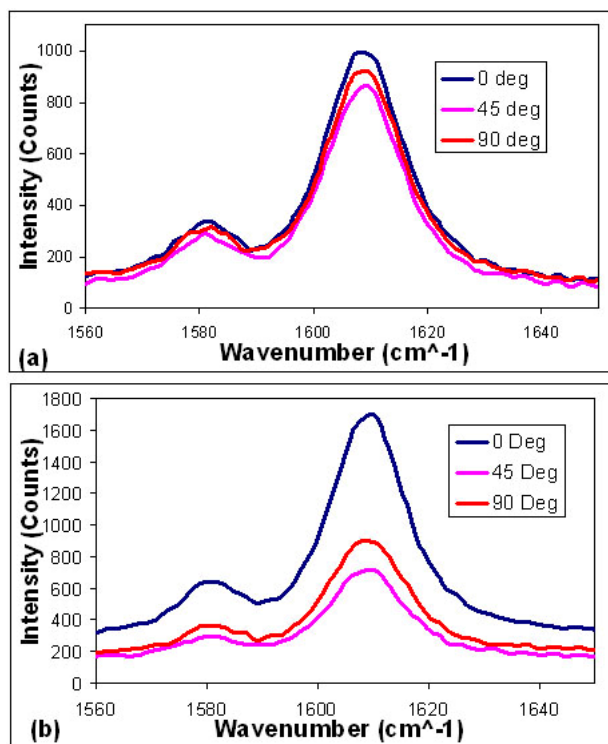 1000
800
600
400
200
0
Intensity (Counts)
0 deg
45 deg
90 deg
1560 1580 1600 1620 1640
Wavenumber (cm^-1)
(a)
1800
1600
1400
1200
1000
800
600
400
200
0
Intensity (Counts)
0 Deg
45 Deg
90 Deg
1560 1580 1600 1620 1640
Wavenumber (cm^-1)
(b)